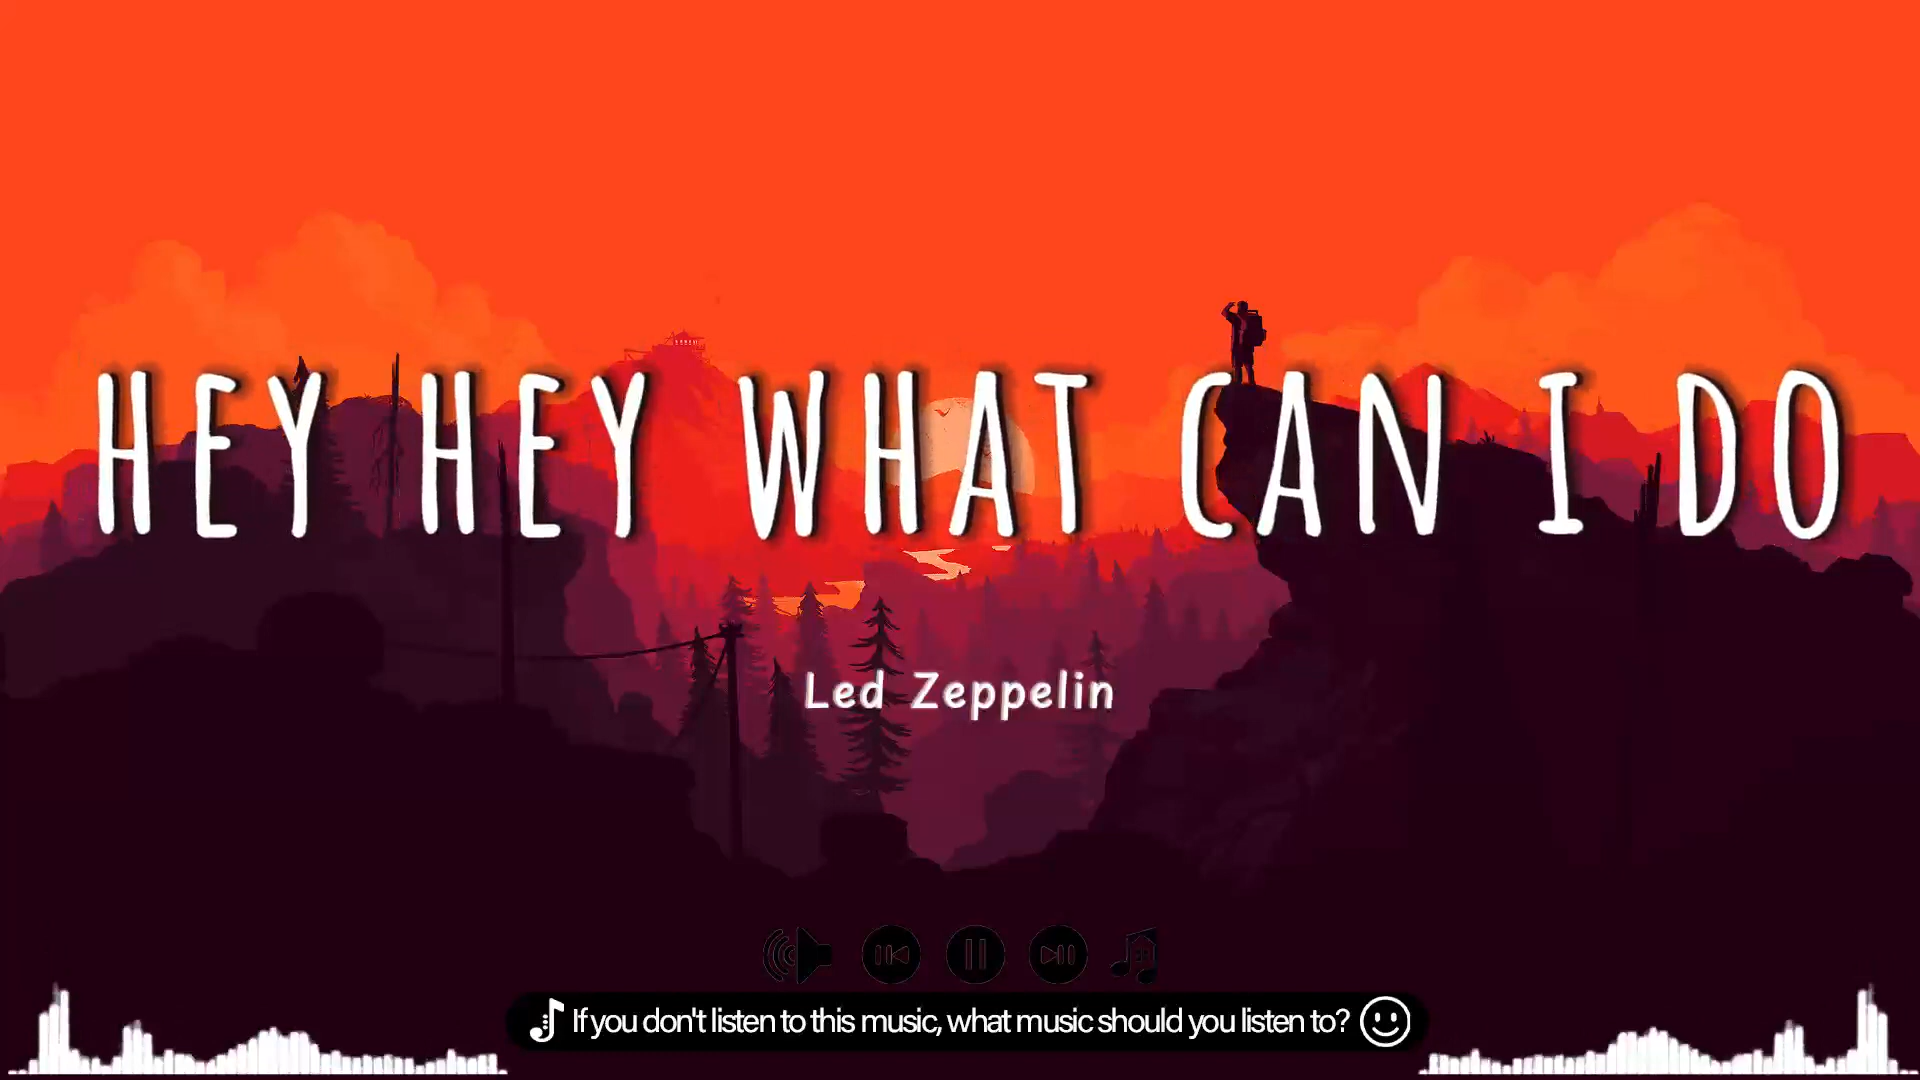 HEY HEY WHAT CAN I DO
Led Zeppelin
If you don't listen to this music, what music should you listen to?